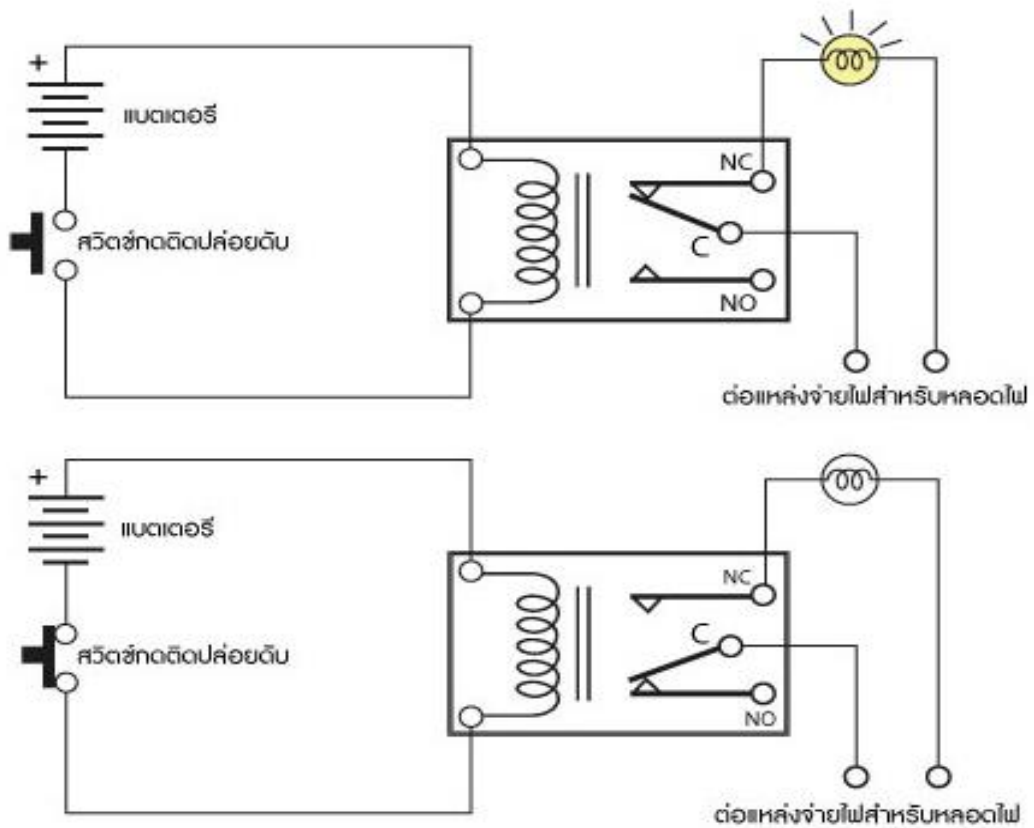 +
แบตเตอรี
สวิตช์กดติดปล่อยดับ
NC
C
NO
ต่อแหล่งจ่ายไฟสำหรับหลอดไฟ
+
แบตเตอรี
สวิตช์กดติดปล่อยดับ
NC
C
NO
ต่อแหล่งจ่ายไฟสำหรับหลอดไฟ